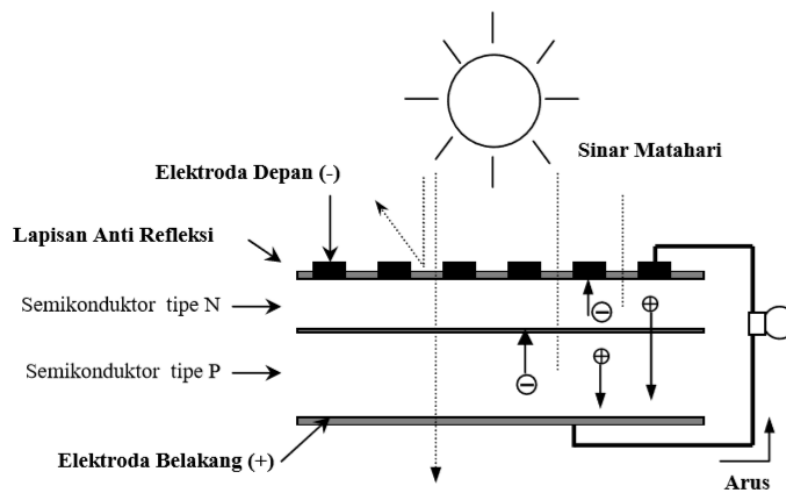 Sinar Matahari
Elektroda Depan (-)
Lapisan Anti Refleksi
Semikonduktor tipe N
Semikonduktor tipe P
Elektroda Belakang (+)
Arus